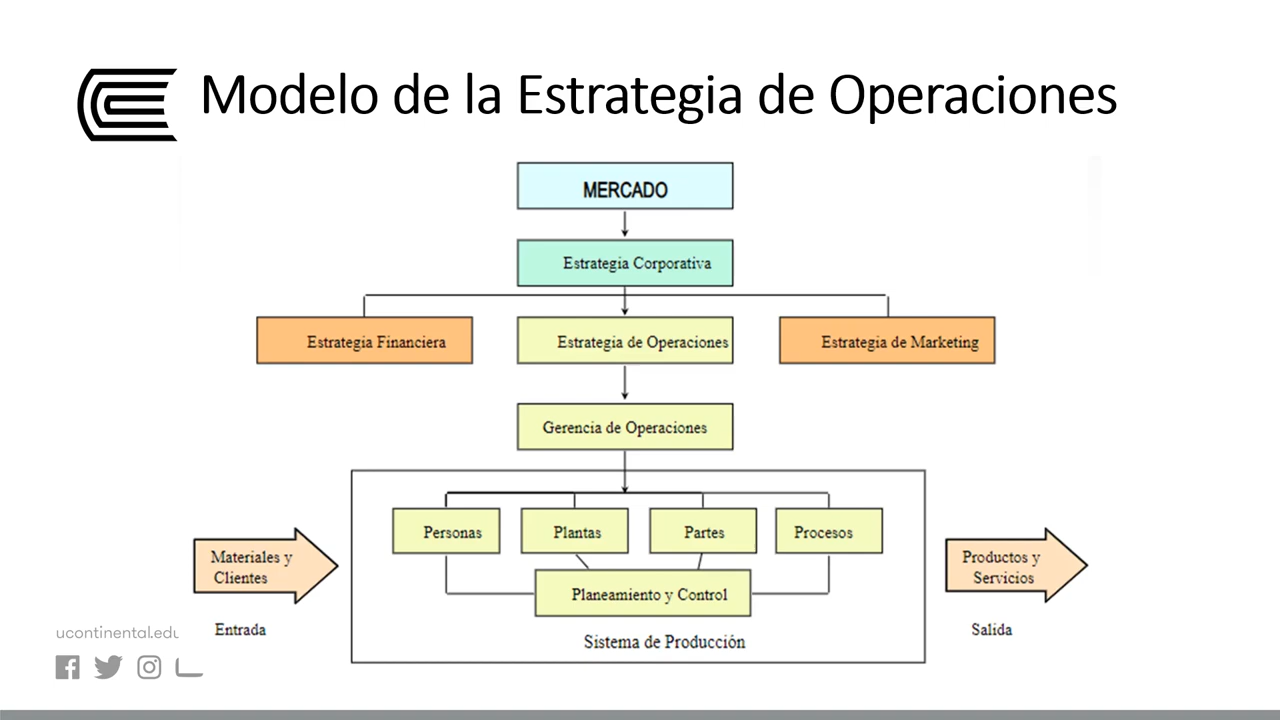 Modelo de la Estrategia de Operaciones
MERCADO
Estrategia Corporativa
Estrategia Financiera
Estrategia de Operaciones
Estrategia de Marketing
Gerencia de Operaciones
Personas
Plantas
Partes
Procesos
Materiales y
Clientes
Planeamiento y Control
Productos y
Servicios
Entrada
Sistema de Producción
Salida
ucontinental.edu